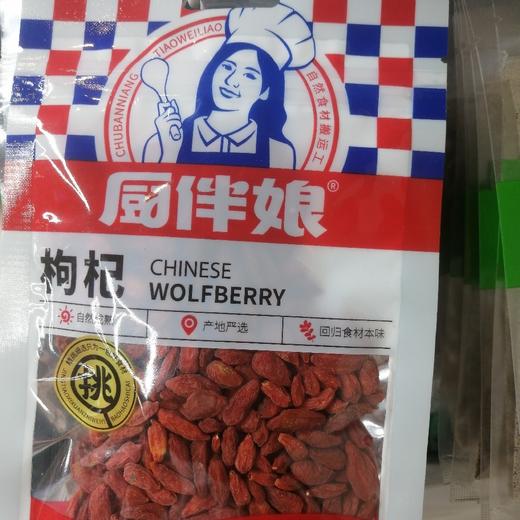 CHUBANNIANG TIAOWEILIAO
自然食材搬运工
厨伴娘®
枸杞 CHINESE
WOLFBERRY
产地严选
回归食材本味
挑